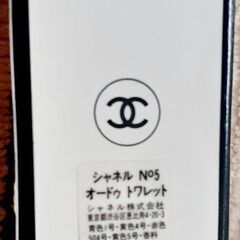 シャネル Nº5
オードゥ トワレット
シャネル株式会社
東京都渋谷区恵比寿4-20-3
青色1号・黄色4号・赤色
504号・黄色5号・香料